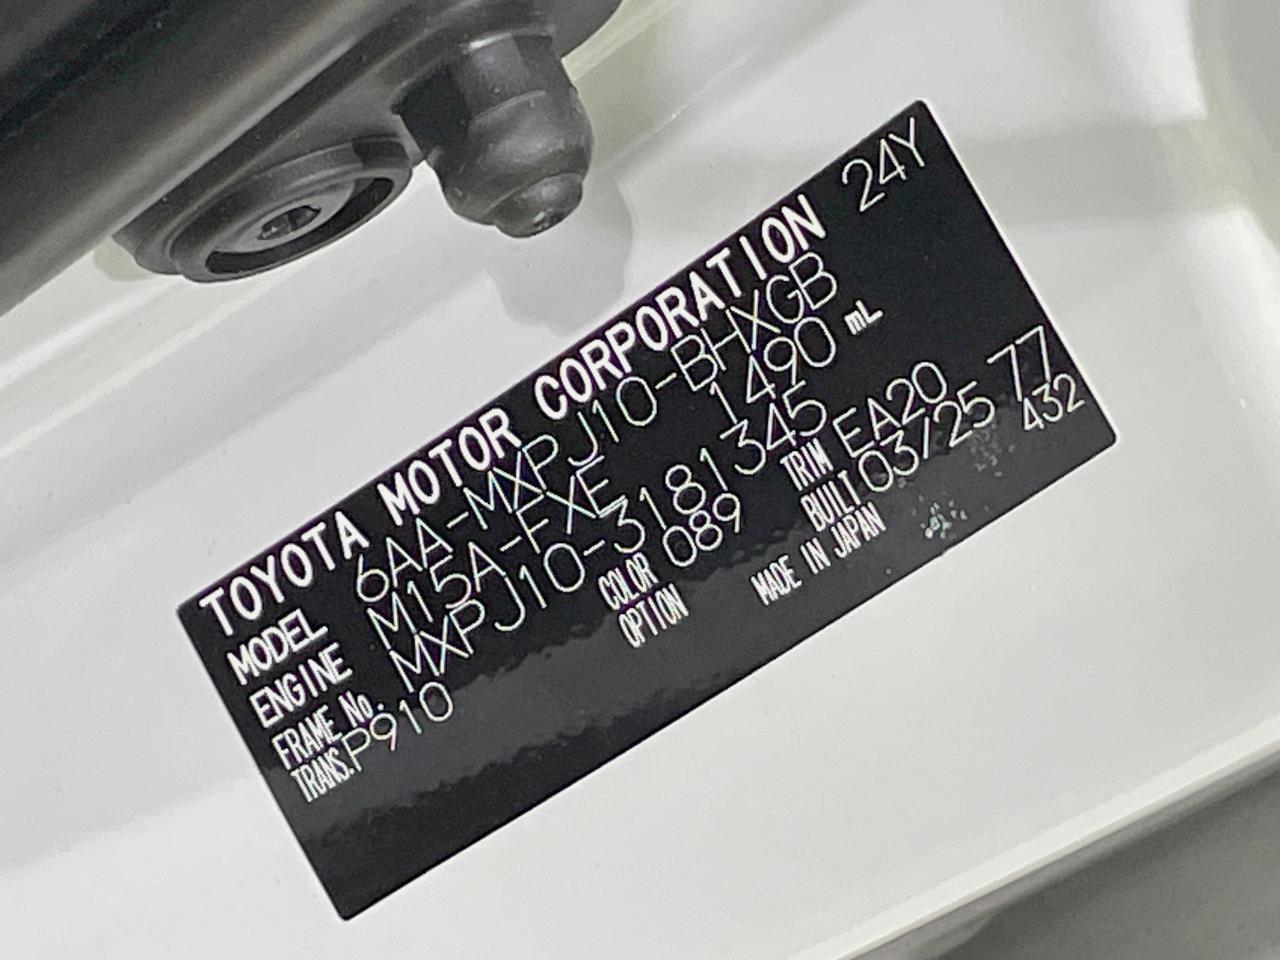 TOYOTA MOTOR CORPORATION 24Y
MODEL 6AA-MXPJ10-BHXGB
ENGINE M15A-FXE 1490 mL
FRAME No. MXPJ10-3181345
TRANS. P910 COLOR 089 TRIM EA20 77
OPTION BUILT 03/25 432
MADE IN JAPAN